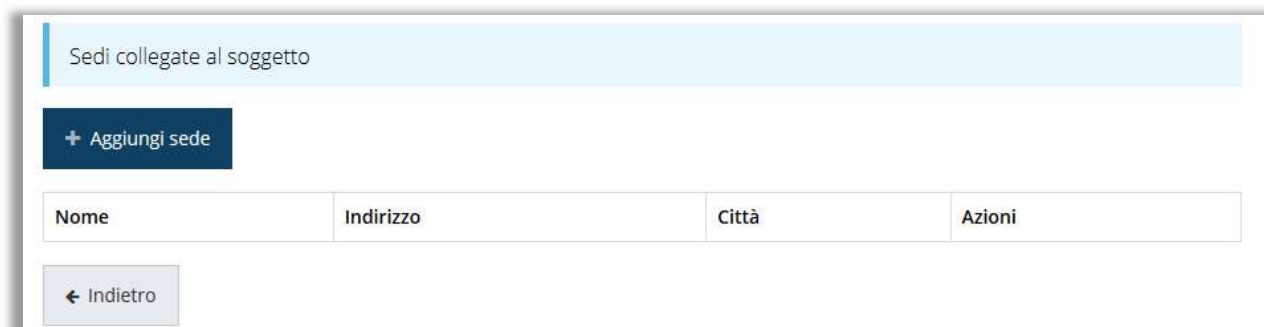 Sedi collegate al soggetto
+ Aggiungi sede
Nome Indirizzo Città Azioni
← Indietro